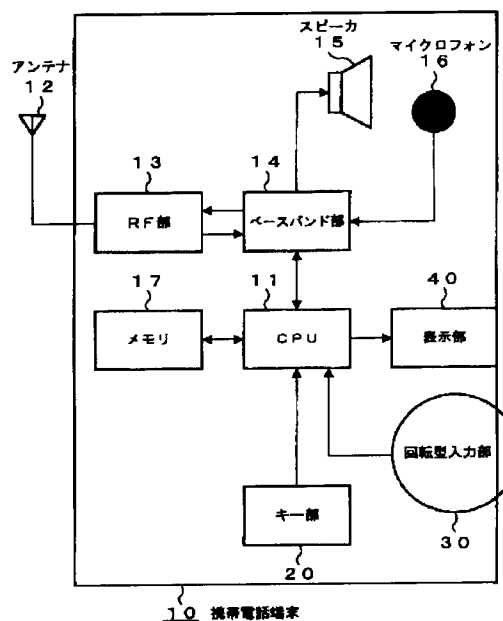 スピーカ
15
マイクロフォン
16
アンテナ
12
13
14
RF部
ベースバンド部
17
11
40
メモリ
CPU
表示部
回転型入力部
キー部
30
20
10 携帯電話端末